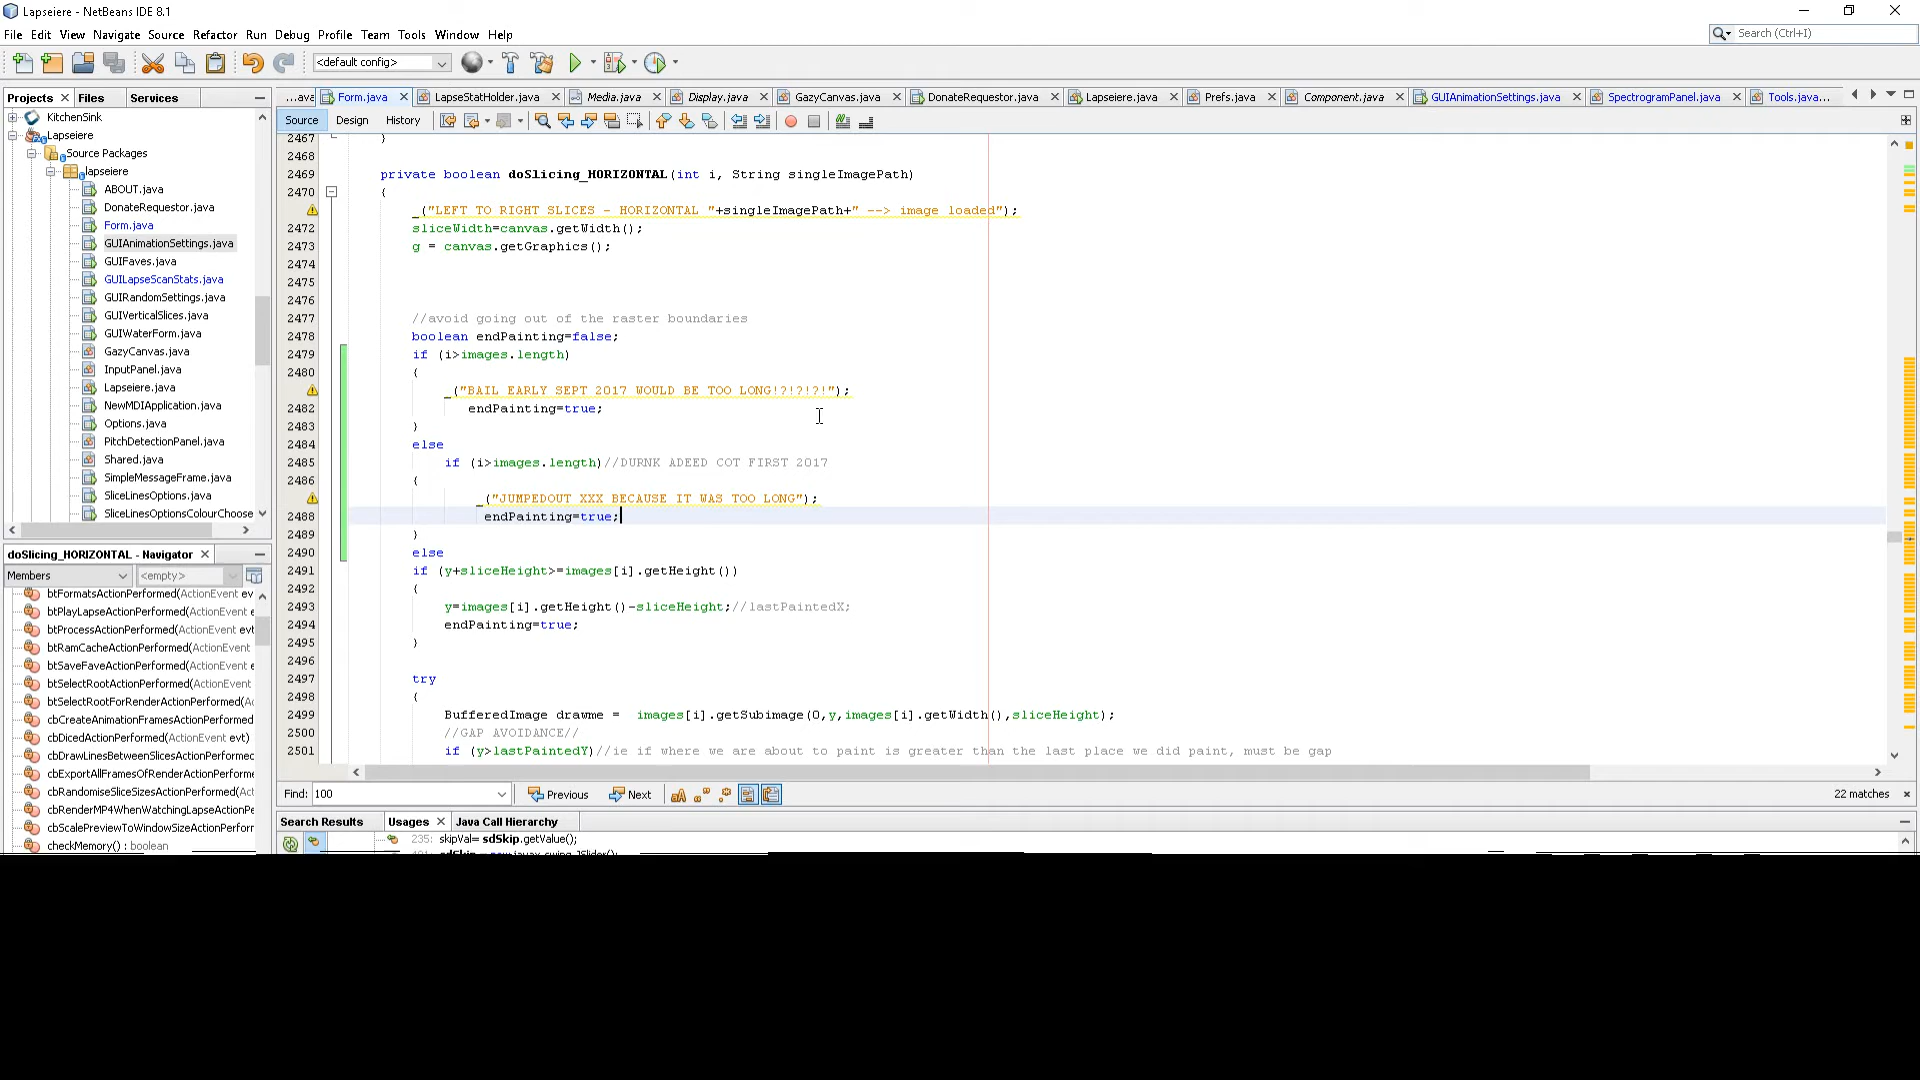 Lapseiere - NetBeans IDE 8.1
File Edit View Navigate Source Refactor Run Debug Profile Team Tools Window Help
Search (Ctrl+I)
<default config>
Projects Files Services
...ava Form.java LapseStatHolder.java Media.java Display.java GazyCanvas.java DonateRequestor.java Lapseiere.java Prefs.java Component.java GUIAnimationSettings.java SpectrogramPanel.java Tools.java...
Source Design History
KitchenSink
Lapseiere
Source Packages
lapseiere
ABOUT.java
DonateRequestor.java
Form.java
GUIAnimationSettings.java
GUIFaves.java
GUILapseScanStats.java
GUIRandomSettings.java
GUIVerticalSlices.java
GUIWaterForm.java
GazyCanvas.java
InputPanel.java
Lapseiere.java
NewMDIApplication.java
Options.java
PitchDetectionPanel.java
Shared.java
SimpleMessageFrame.java
SliceLinesOptions.java
SliceLinesOptionsColourChoose
doSlicing_HORIZONTAL - Navigator
Members <empty>
btFormatsActionPerformed(ActionEvent ev
btPlayLapseActionPerformed(ActionEvent e
btProcessActionPerformed(ActionEvent evt
btRamCacheActionPerformed(ActionEvent
btSaveFaveActionPerformed(ActionEvent e
btSelectRootActionPerformed(ActionEvent
btSelectRootForRenderActionPerformed(Ac
cbCreateAnimationFramesActionPerformed
cbDicedActionPerformed(ActionEvent evt)
cbDrawLinesBetweenSlicesActionPerformed
cbExportAllFramesOfRenderActionPerforme
cbRandomiseSliceSizesActionPerformed(Act
cbRenderMP4WhenWatchingLapseActionPe
cbScalePreviewToWindowSizeActionPerform
checkMemory() : boolean
2467 }
2468
2469 private boolean doSlicing_HORIZONTAL(int i, String singleImagePath)
2470 {
_("LEFT TO RIGHT SLICES - HORIZONTAL "+singleImagePath+" --> image loaded");
2472 sliceWidth=canvas.getWidth();
2473 g = canvas.getGraphics();
2474
2475
2476
2477 //avoid going out of the raster boundaries
2478 boolean endPainting=false;
2479 if (i>images.length)
2480 {
_("BAIL EARLY SEPT 2017 WOULD BE TOO LONG!?!?!?!");
2482 endPainting=true;
2483 }
2484 else
2485 if (i>images.length)//DURNK ADEED COT FIRST 2017
2486 {
_("JUMPEDOUT XXX BECAUSE IT WAS TOO LONG");
2488 endPainting=true;
2489 }
2490 else
2491 if (y+sliceHeight>=images[i].getHeight())
2492 {
2493 y=images[i].getHeight()-sliceHeight;//lastPaintedX;
2494 endPainting=true;
2495 }
2496
2497 try
2498 {
2499 BufferedImage drawme = images[i].getSubimage(0,y,images[i].getWidth(),sliceHeight);
2500 //GAP AVOIDANCE//
2501 if (y>lastPaintedY)//ie if where we are about to paint is greater than the last place we did paint, must be gap
Find: 100 Previous Next 22 matches
Search Results Usages Java Call Hierarchy
235: skipVal= sdSkip.getValue();